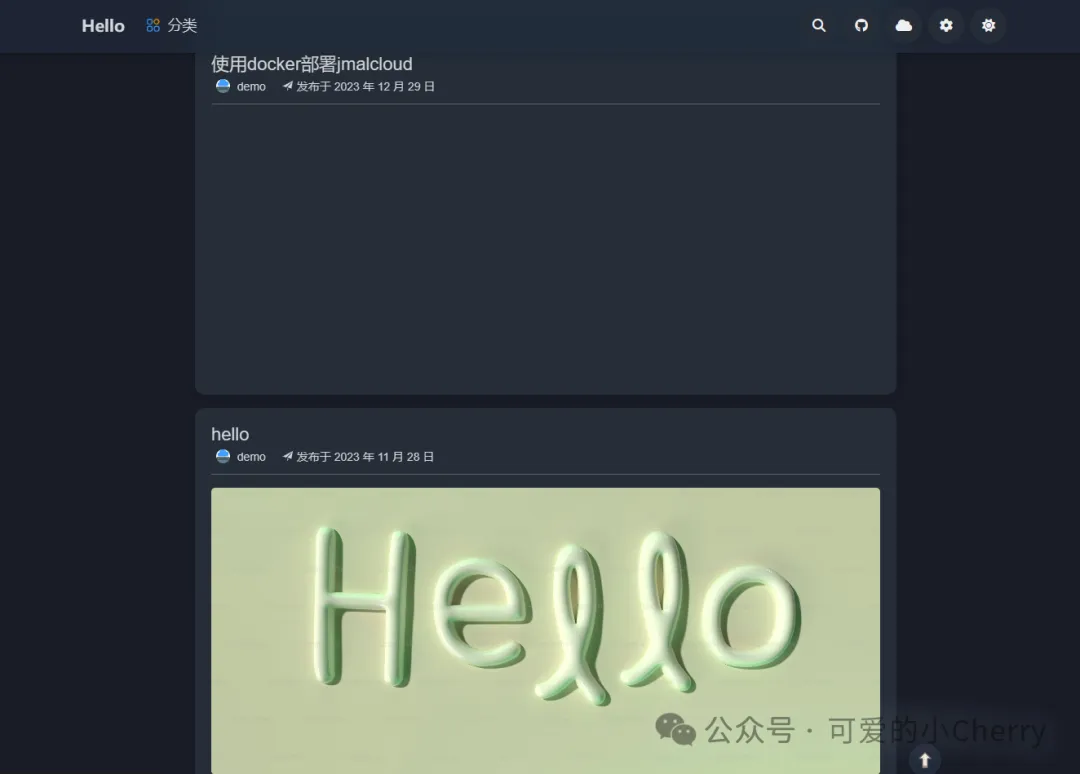 Hello 分类
使用docker部署jmalcloud
demo 发布于 2023 年 12 月 29 日
hello
demo 发布于 2023 年 11 月 28 日
Hello
公众号 · 可爱的小Cherry